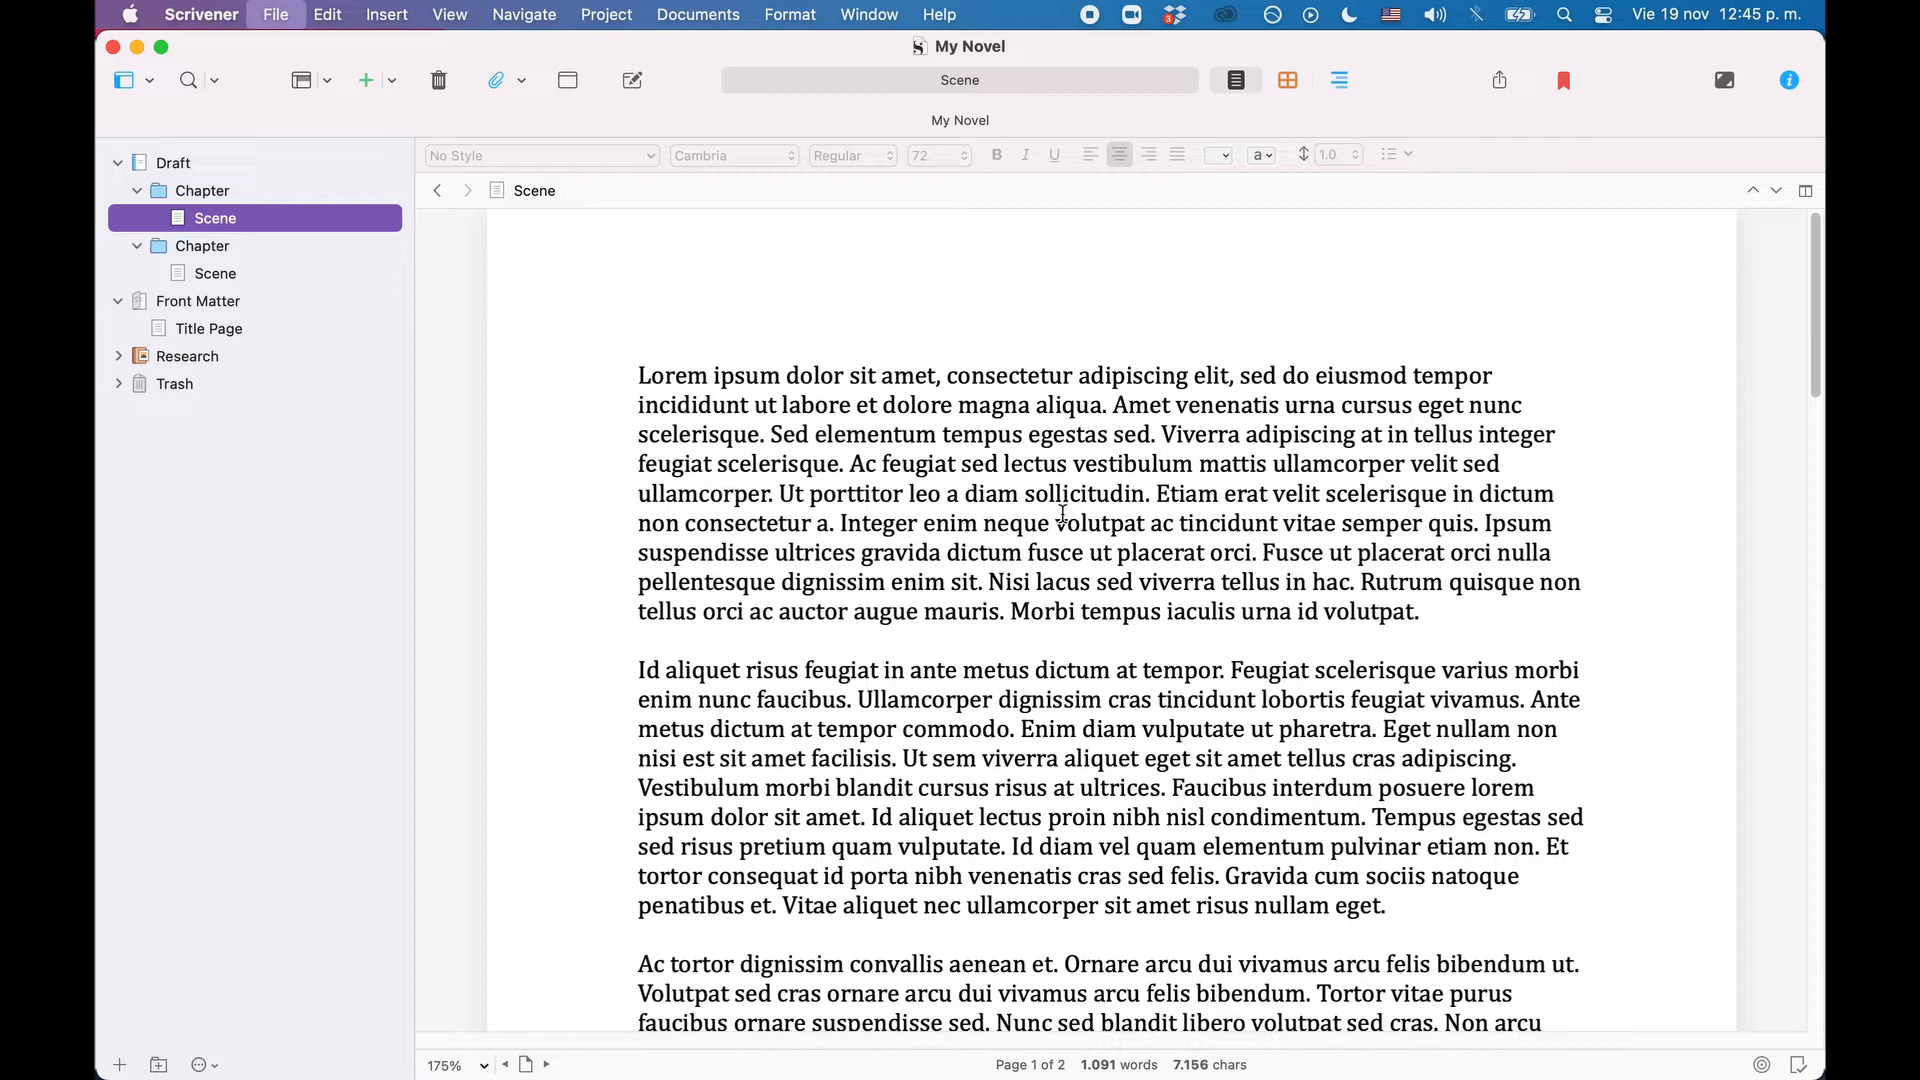 Scrivener File Edit Insert View Navigate Project Documents Format Window Help 3 Vie 19 nov 12:45 p. m.
My Novel
Scene
My Novel
No Style Cambria Regular 72 B I U a 1.0
Scene
Draft
Chapter
Scene
Chapter
Scene
Front Matter
Title Page
Research
Trash
Lorem ipsum dolor sit amet, consectetur adipiscing elit, sed do eiusmod tempor
incididunt ut labore et dolore magna aliqua. Amet venenatis urna cursus eget nunc
scelerisque. Sed elementum tempus egestas sed. Viverra adipiscing at in tellus integer
feugiat scelerisque. Ac feugiat sed lectus vestibulum mattis ullamcorper velit sed
ullamcorper. Ut porttitor leo a diam sollicitudin. Etiam erat velit scelerisque in dictum
non consectetur a. Integer enim neque volutpat ac tincidunt vitae semper quis. Ipsum
suspendisse ultrices gravida dictum fusce ut placerat orci. Fusce ut placerat orci nulla
pellentesque dignissim enim sit. Nisi lacus sed viverra tellus in hac. Rutrum quisque non
tellus orci ac auctor augue mauris. Morbi tempus iaculis urna id volutpat.
Id aliquet risus feugiat in ante metus dictum at tempor. Feugiat scelerisque varius morbi
enim nunc faucibus. Ullamcorper dignissim cras tincidunt lobortis feugiat vivamus. Ante
metus dictum at tempor commodo. Enim diam vulputate ut pharetra. Eget nullam non
nisi est sit amet facilisis. Ut sem viverra aliquet eget sit amet tellus cras adipiscing.
Vestibulum morbi blandit cursus risus at ultrices. Faucibus interdum posuere lorem
ipsum dolor sit amet. Id aliquet lectus proin nibh nisl condimentum. Tempus egestas sed
sed risus pretium quam vulputate. Id diam vel quam elementum pulvinar etiam non. Et
tortor consequat id porta nibh venenatis cras sed felis. Gravida cum sociis natoque
penatibus et. Vitae aliquet nec ullamcorper sit amet risus nullam eget.
Ac tortor dignissim convallis aenean et. Ornare arcu dui vivamus arcu felis bibendum ut.
Volutpat sed cras ornare arcu dui vivamus arcu felis bibendum. Tortor vitae purus
faucibus ornare suspendisse sed. Nunc sed blandit libero volutpat sed cras. Non arcu
175% Page 1 of 2 1.091 words 7.156 chars